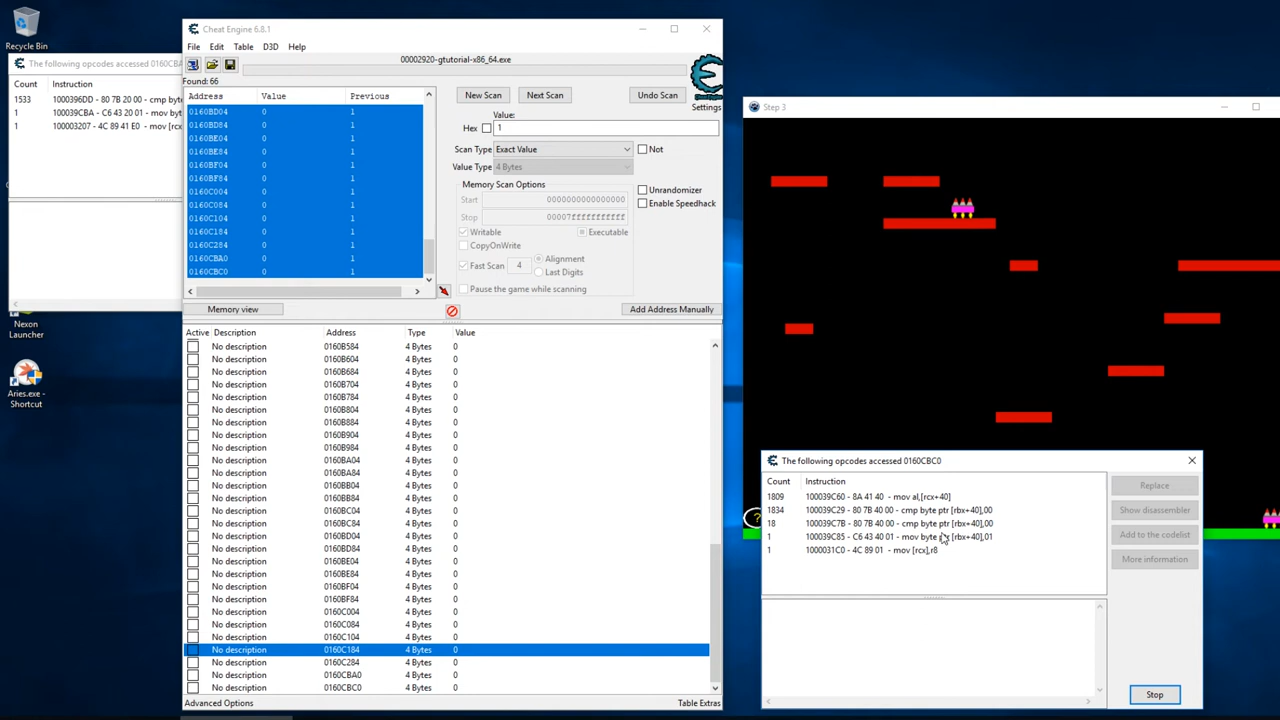 Recycle Bin
The following opcodes accessed 0160CBA
Count Instruction
1533 1000396DD - 80 7B 20 00 - cmp byte
1 100039CBA - C6 43 20 01 - mov byte
1 100003207 - 4C 89 41 E0 - mov [rcx
Nexon
Launcher
Aries.exe -
Shortcut
Cheat Engine 6.8.1
File Edit Table D3D Help
00002920-gtutorial-x86_64.exe
Found: 66
Settings
Address Value Previous
0160BD04 0 1
0160BD84 0 1
0160BE04 0 1
0160BE84 0 1
0160BF04 0 1
0160BF84 0 1
0160C004 0 1
0160C084 0 1
0160C104 0 1
0160C184 0 1
0160C284 0 1
0160CBA0 0 1
0160CBC0 0 1
New Scan Next Scan Undo Scan
Value:
Hex 1
Scan Type Exact Value Not
Value Type 4 Bytes
Memory Scan Options
Unrandomizer
Enable Speedhack
Start 0000000000000000
Stop 00007fffffffffff
Writable Executable
CopyOnWrite
Fast Scan 4 Alignment
Last Digits
Pause the game while scanning
Memory view Add Address Manually
Active Description Address Type Value
No description 0160B584 4 Bytes 0
No description 0160B604 4 Bytes 0
No description 0160B684 4 Bytes 0
No description 0160B704 4 Bytes 0
No description 0160B784 4 Bytes 0
No description 0160B804 4 Bytes 0
No description 0160B884 4 Bytes 0
No description 0160B904 4 Bytes 0
No description 0160B984 4 Bytes 0
No description 0160BA04 4 Bytes 0
No description 0160BA84 4 Bytes 0
No description 0160BB04 4 Bytes 0
No description 0160BB84 4 Bytes 0
No description 0160BC04 4 Bytes 0
No description 0160BC84 4 Bytes 0
No description 0160BD04 4 Bytes 0
No description 0160BD84 4 Bytes 0
No description 0160BE04 4 Bytes 0
No description 0160BE84 4 Bytes 0
No description 0160BF04 4 Bytes 0
No description 0160BF84 4 Bytes 0
No description 0160C004 4 Bytes 0
No description 0160C084 4 Bytes 0
No description 0160C104 4 Bytes 0
No description 0160C184 4 Bytes 0
No description 0160C284 4 Bytes 0
No description 0160CBA0 4 Bytes 0
No description 0160CBC0 4 Bytes 0
Advanced Options Table Extras
Step 3
?
The following opcodes accessed 0160CBC0
Count Instruction
1809 100039C60 - 8A 41 40 - mov al,[rcx+40]
1834 100039C29 - 80 7B 40 00 - cmp byte ptr [rbx+40],00
18 100039C7B - 80 7B 40 00 - cmp byte ptr [rbx+40],00
1 100039C85 - C6 43 40 01 - mov byte ptr [rbx+40],01
1 1000031C0 - 4C 89 01 - mov [rcx],r8
Replace
Show disassembler
Add to the codelist
More information
Stop